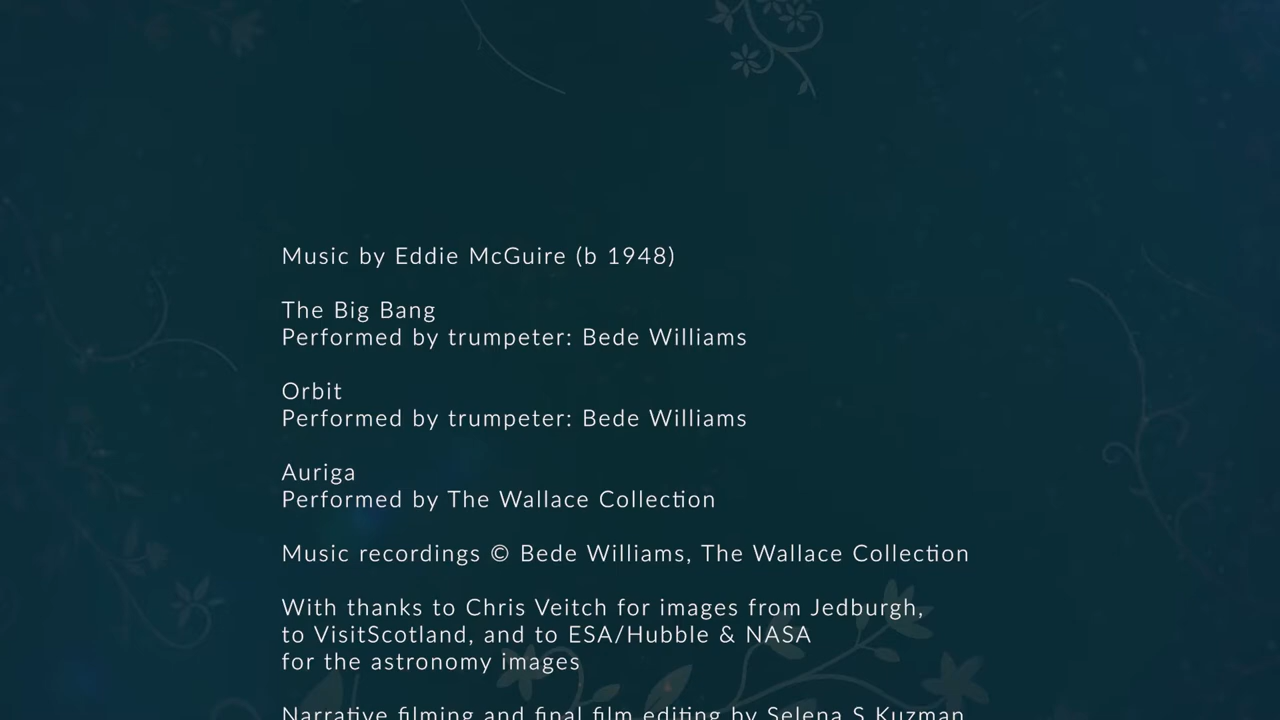 Music by Eddie McGuire (b 1948)
The Big Bang
Performed by trumpeter: Bede Williams
Orbit
Performed by trumpeter: Bede Williams
Auriga
Performed by The Wallace Collection
Music recordings © Bede Williams, The Wallace Collection
With thanks to Chris Veitch for images from Jedburgh,
to VisitScotland, and to ESA/Hubble & NASA
for the astronomy images
Narrative filming and final film editing by Selena S Kuzman